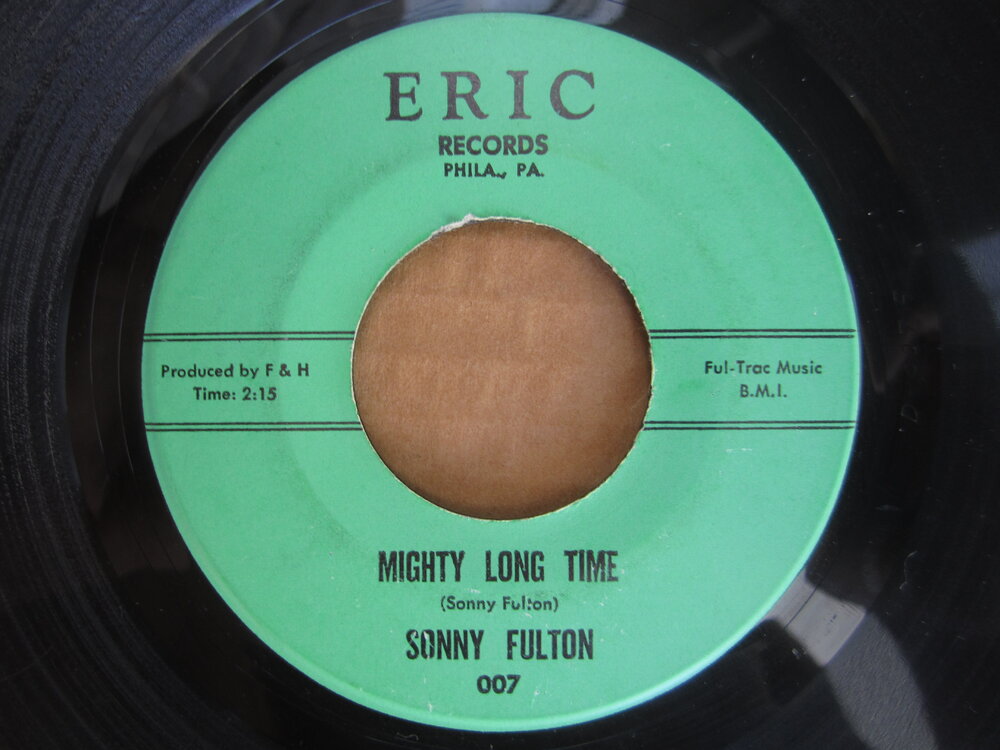 ERIC
RECORDS
PHILA., PA.
Produced by F & H
Time: 2:15
Ful-Trac Music
B.M.I.
MIGHTY LONG TIME
(Sonny Fulton)
SONNY FULTON
007